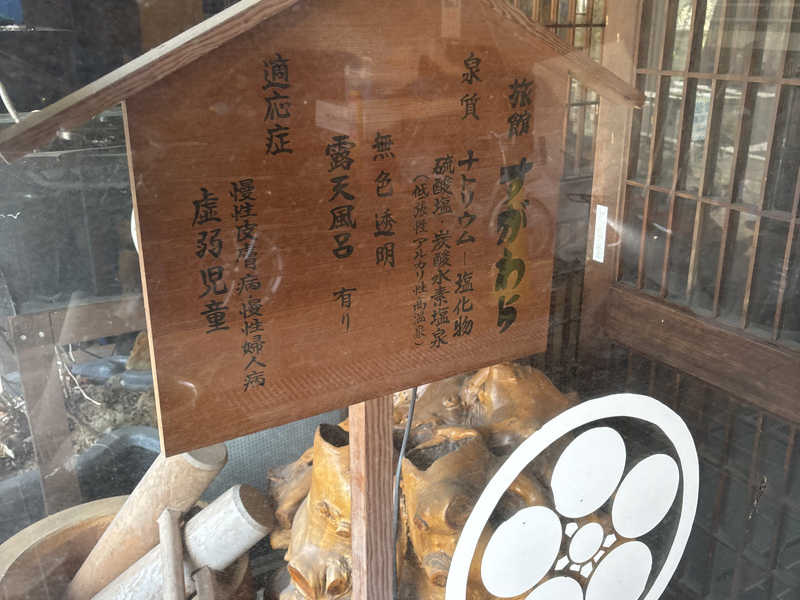 旅館 すがわら
泉質 ナトリウム―塩化物
硫酸塩・炭酸水素塩泉
(低張性アルカリ性高温泉)
無色透明
露天風呂 有り
適応症
慢性皮膚病・慢性婦人病
虚弱児童